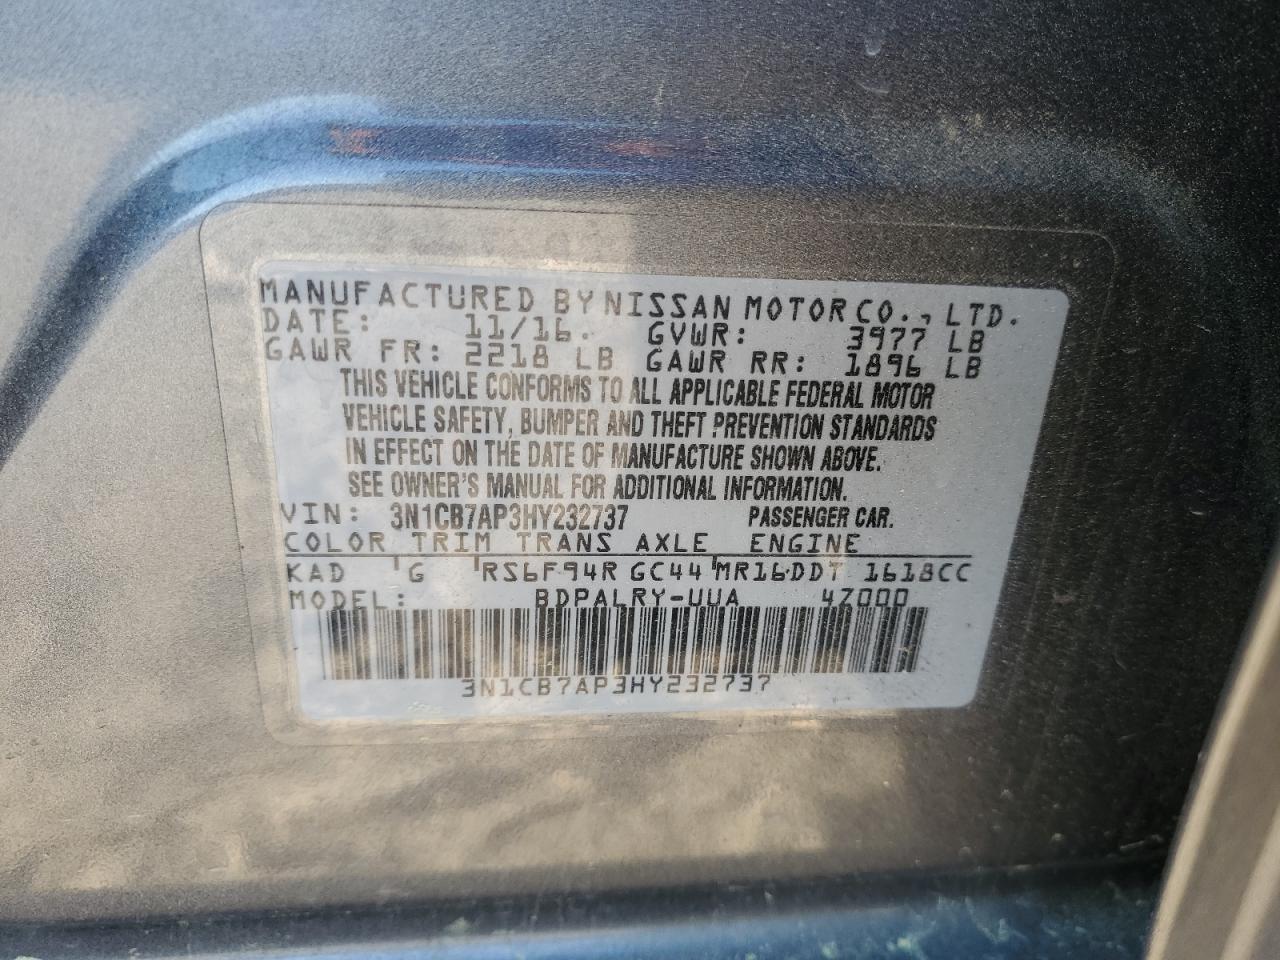 MANUFACTURED BY NISSAN MOTOR CO., LTD.
DATE: 11/16. GVWR: 3977 LB
GAWR FR: 2218 LB GAWR RR: 1896 LB
THIS VEHICLE CONFORMS TO ALL APPLICABLE FEDERAL MOTOR
VEHICLE SAFETY, BUMPER AND THEFT PREVENTION STANDARDS
IN EFFECT ON THE DATE OF MANUFACTURE SHOWN ABOVE.
SEE OWNER'S MANUAL FOR ADDITIONAL INFORMATION.
VIN: 3N1CB7AP3HY232737 PASSENGER CAR.
COLOR TRIM TRANS AXLE ENGINE
KAD 'G 'RS6F94R GC44 'MR16DDT 1618CC
MODEL: BDPALRY-UUA 4Z000
3N1CB7AP3HY232737